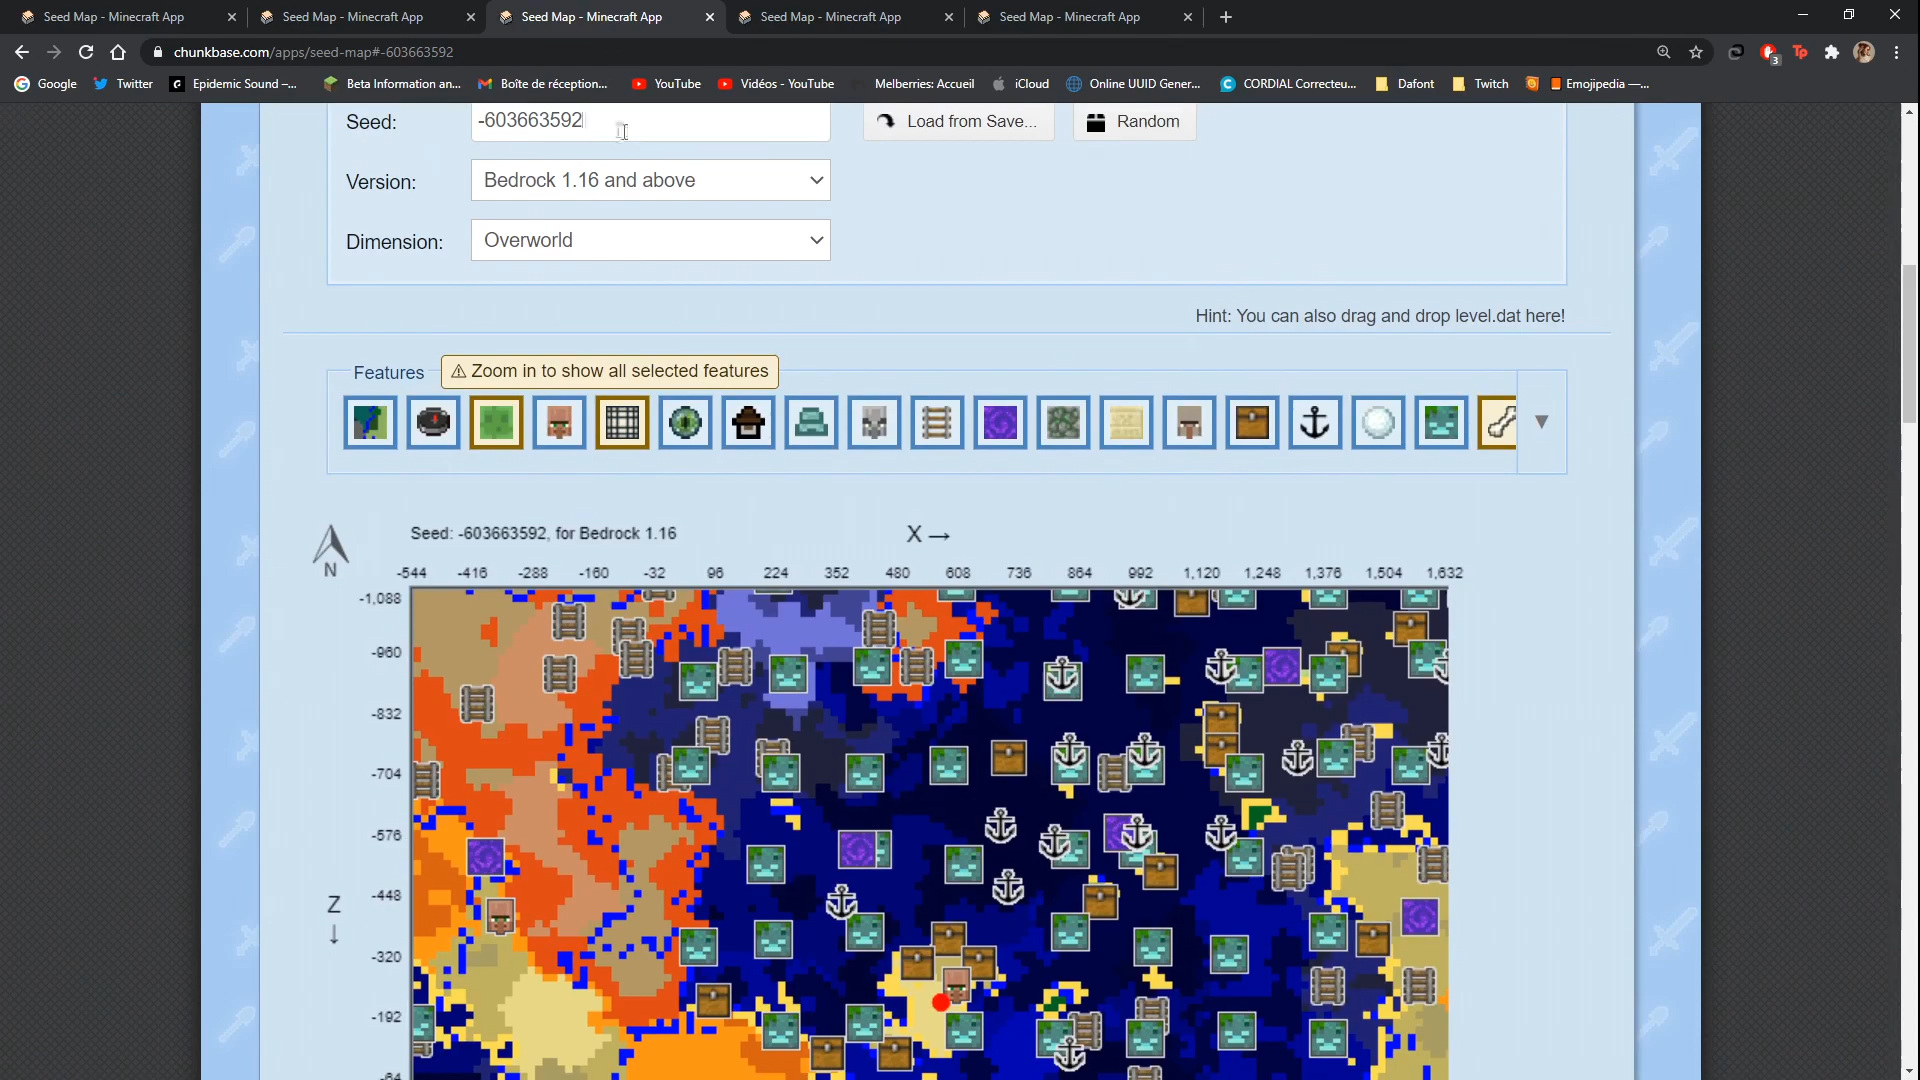 Seed Map - Minecraft App
Seed Map - Minecraft App
Seed Map - Minecraft App
Seed Map - Minecraft App
Seed Map - Minecraft App
chunkbase.com/apps/seed-map#-603663592
3
Google
Twitter
Epidemic Sound –...
Beta Information an...
Boîte de réception...
YouTube
Vidéos - YouTube
Melberries: Accueil
iCloud
Online UUID Gener...
CORDIAL Correcteu...
Dafont
Twitch
Emojipedia —...
Seed:
-603663592
Load from Save...
Random
Version:
Bedrock 1.16 and above
Dimension:
Overworld
Hint: You can also drag and drop level.dat here!
Features
Zoom in to show all selected features
Seed: -603663592, for Bedrock 1.16
X →
N
-544 -416 -288 -160 -32 96 224 352 480 608 736 864 992 1,120 1,248 1,376 1,504 1,632
-1,088
-960
-832
-704
-576
-448
Z
↓
-320
-192
-64